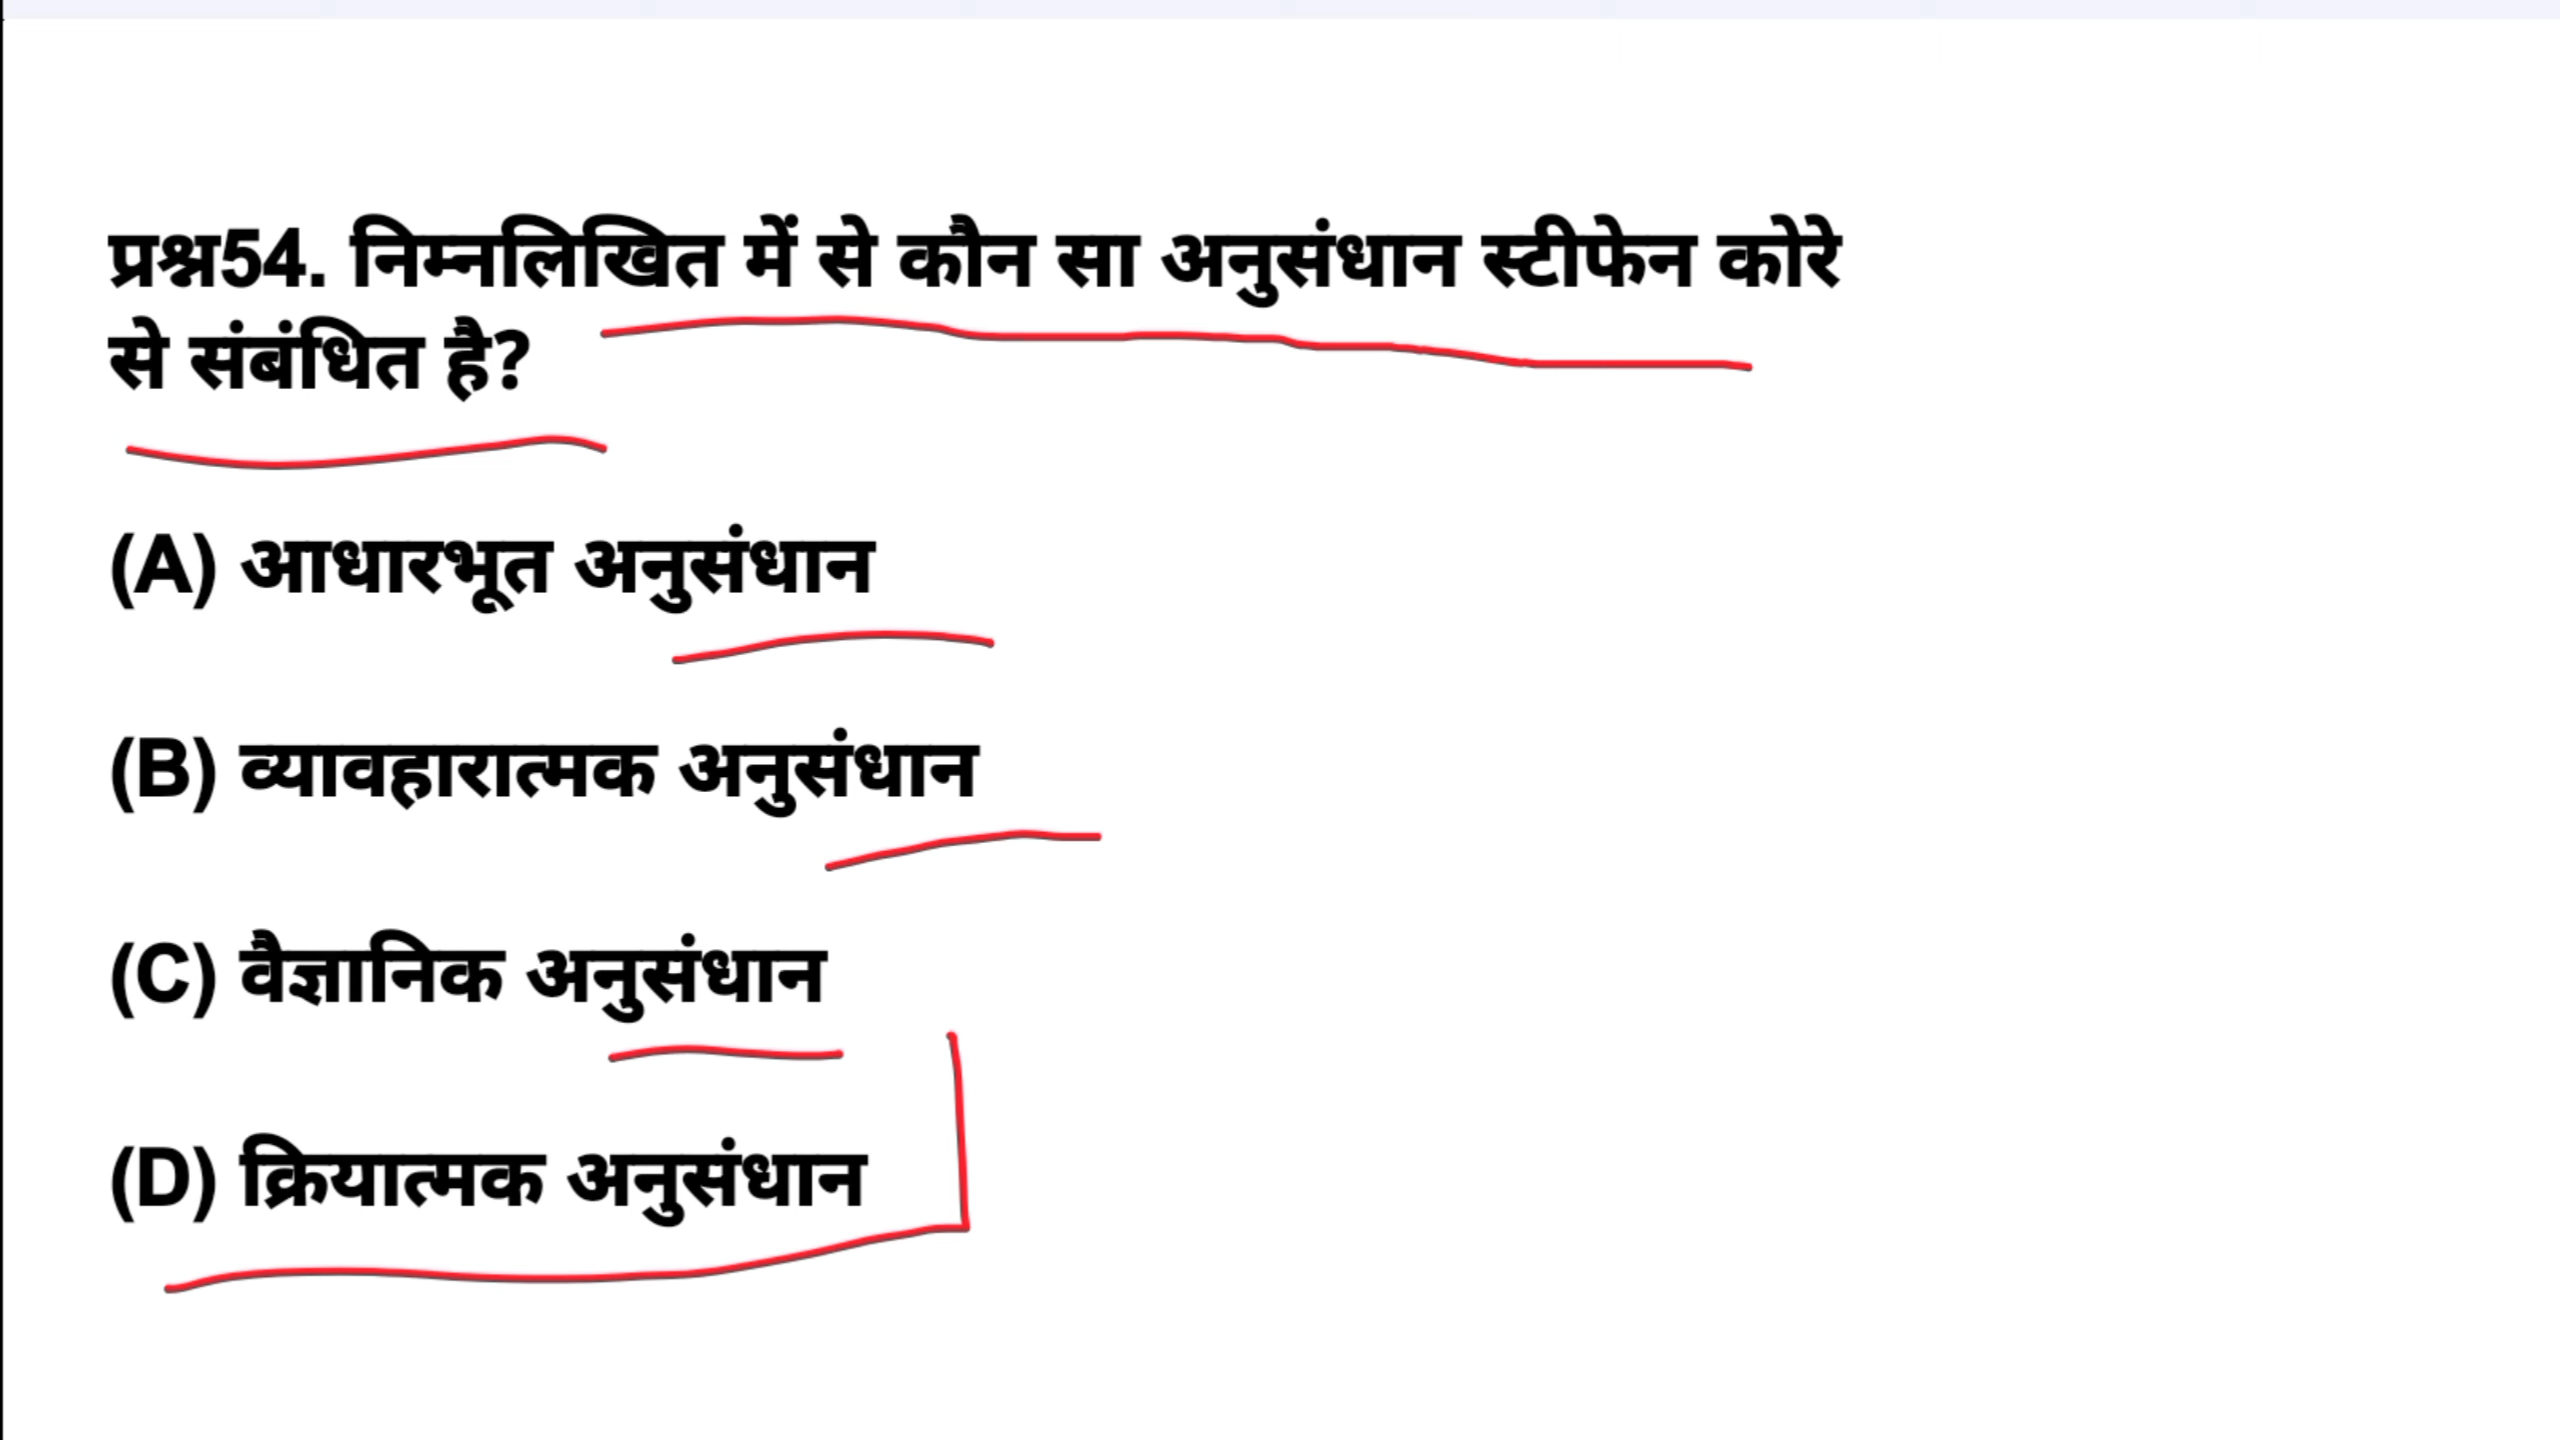 प्रश्न54. निम्नलिखित में से कौन सा अनुसंधान स्टीफेन कोरे
से संबंधित है?
(A) आधारभूत अनुसंधान
(B) व्यावहारात्मक अनुसंधान
(C) वैज्ञानिक अनुसंधान
(D) क्रियात्मक अनुसंधान